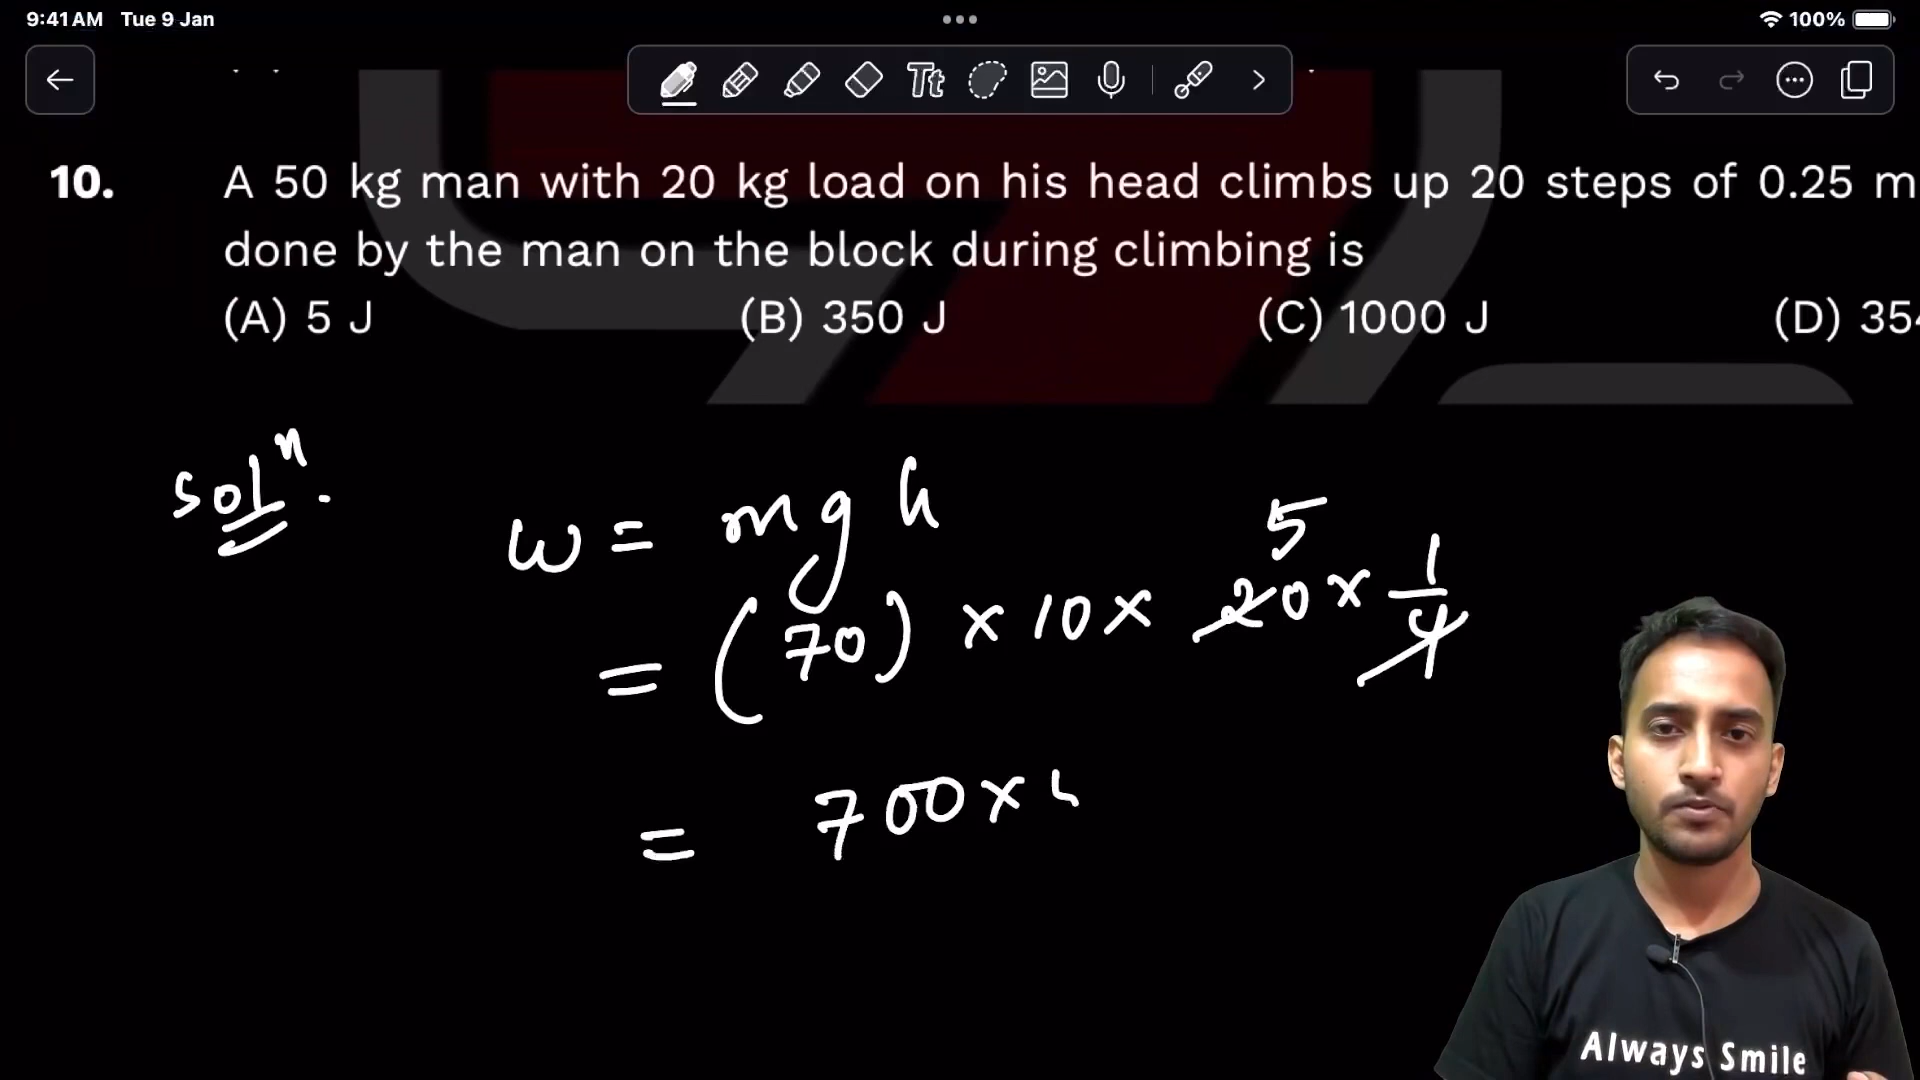 9:41 AM Tue 9 Jan
100%
Tt
10. A 50 kg man with 20 kg load on his head climbs up 20 steps of 0.25 m
done by the man on the block during climbing is
(A) 5 J (B) 350 J (C) 1000 J (D) 35
Solⁿ.
W = mgh
= (70) × 10 × 20 × 1/4
5
= 700 ×
Always Smile